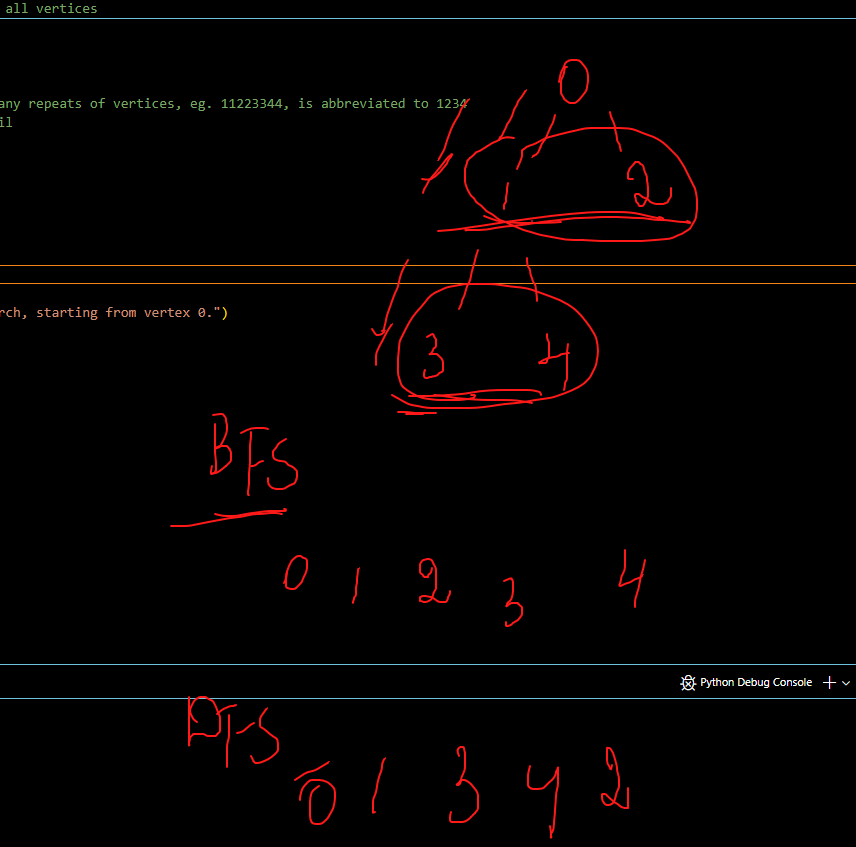 all vertices
0
any repeats of vertices, eg. 11223344, is abbreviated to 1234
il
1 2
rch, starting from vertex 0.")
3 4
BFS
0 1 2 3 4
Python Debug Console
DFS
0 1 3 4 2